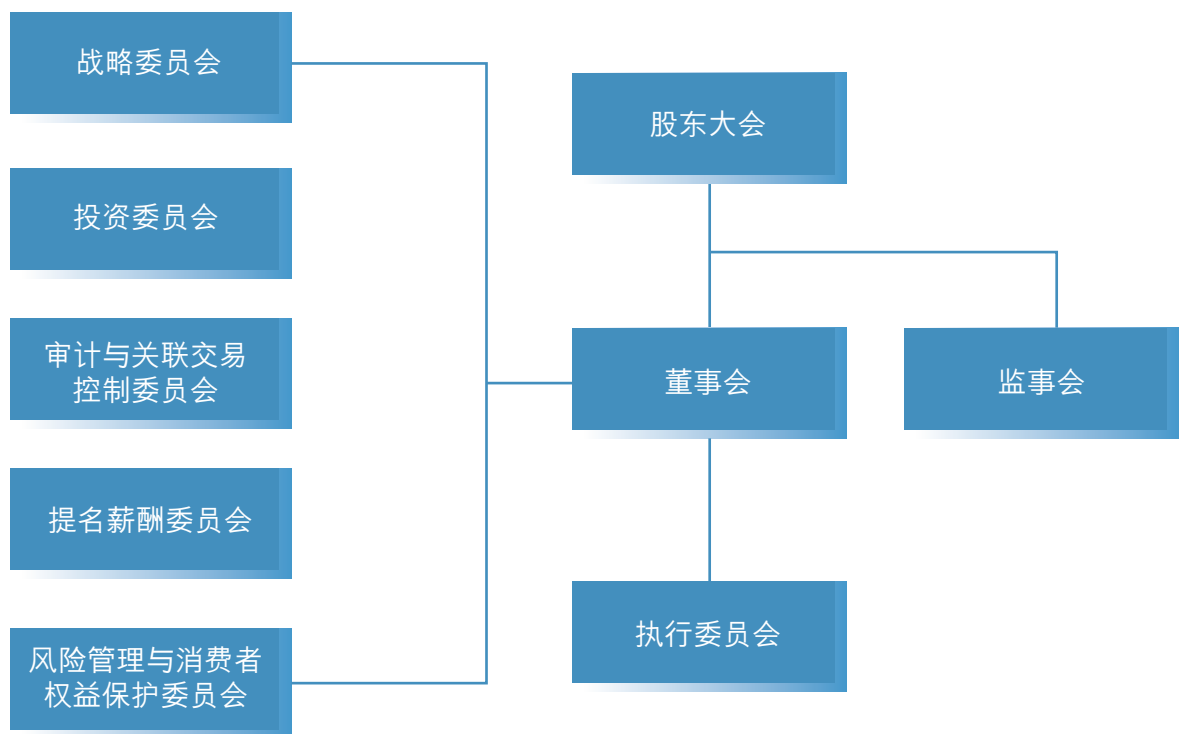 战略委员会
投资委员会
审计与关联交易
控制委员会
提名薪酬委员会
风险管理与消费者
权益保护委员会
股东大会
董事会
监事会
执行委员会